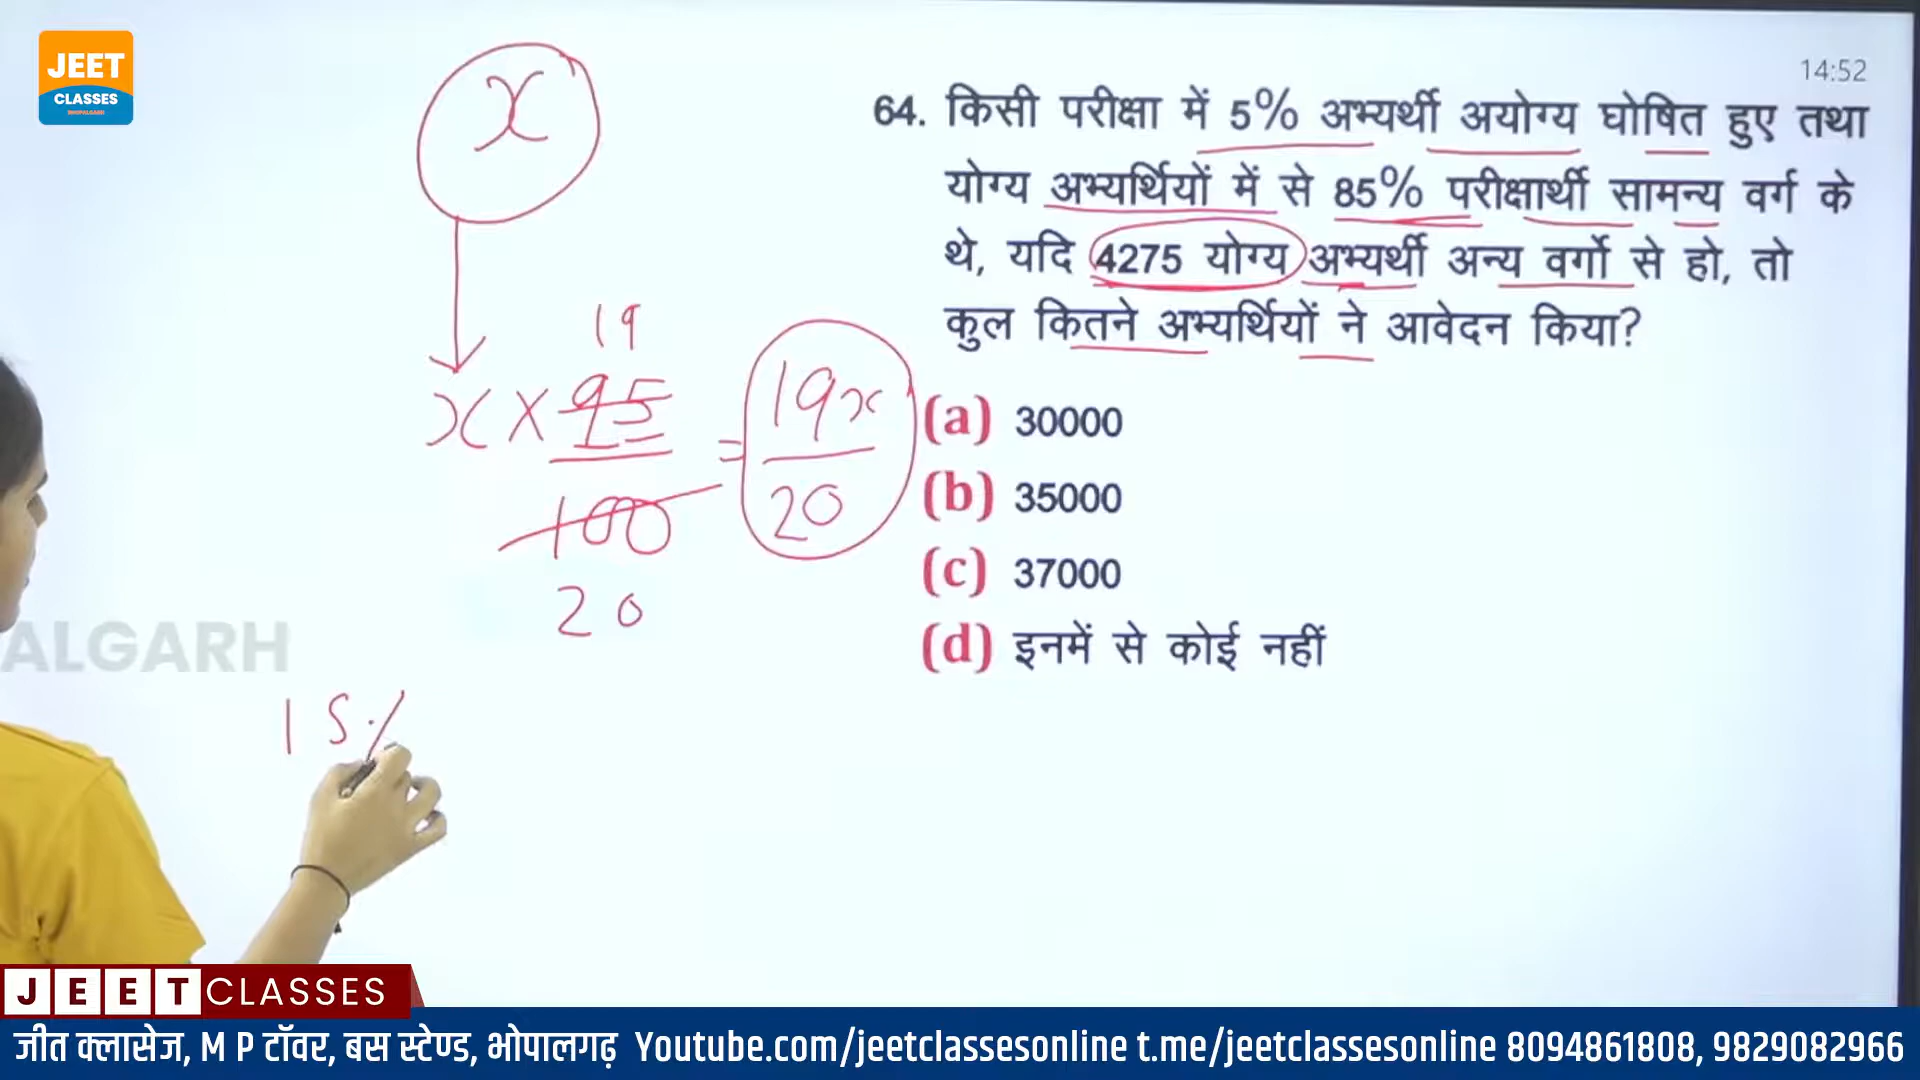 JEET
CLASSES
BHOPALGARH
14:52
64. किसी परीक्षा में 5% अभ्यर्थी अयोग्य घोषित हुए तथा
योग्य अभ्यर्थियों में से 85% परीक्षार्थी सामन्य वर्ग के
थे, यदि 4275 योग्य अभ्यर्थी अन्य वर्गो से हो, तो
कुल कितने अभ्यर्थियों ने आवेदन किया?
(a) 30000
(b) 35000
(c) 37000
(d) इनमें से कोई नहीं
x
19
x × 95 = 19x
100 20
20
15%
ALGARH
JEET CLASSES
जीत क्लासेज, M P टॉवर, बस स्टेण्ड, भोपालगढ़ Youtube.com/jeetclassesonline t.me/jeetclassesonline 8094861808, 9829082966